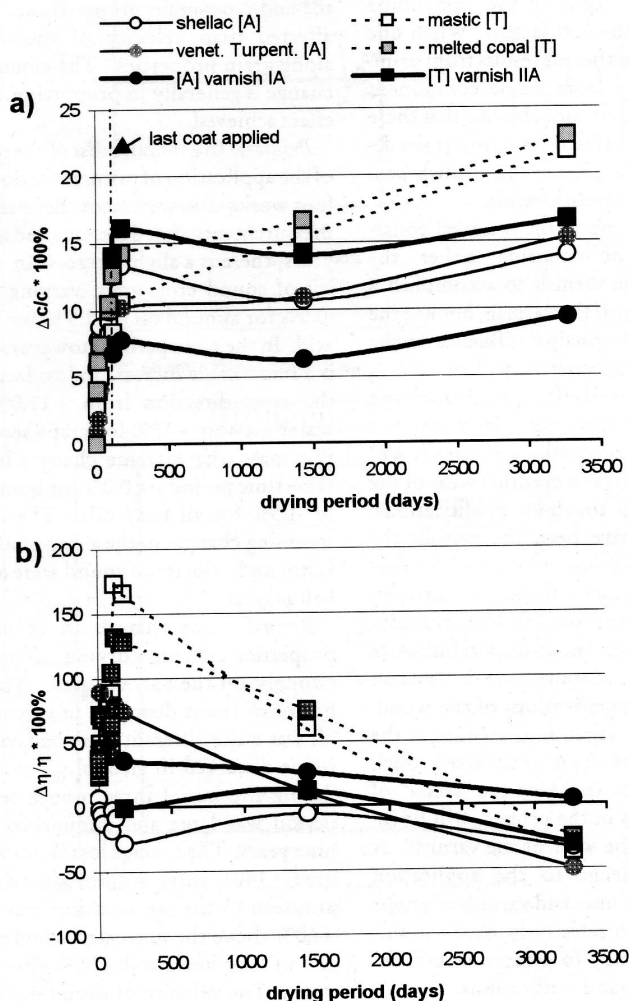 shellac [A] mastic [T]
venet. Turpent. [A] melted copal [T]
[A] varnish IIA [T] varnish IIA
a)
25
last coat applied
20
15
10
5
0
Δc/c * 100%
0 500 1000 1500 2000 2500 3000 3500
drying period (days)
b)
200
150
100
50
0
-50
-100
Δη/η * 100%
0 500 1000 1500 2000 2500 3000 3500
drying period (days)